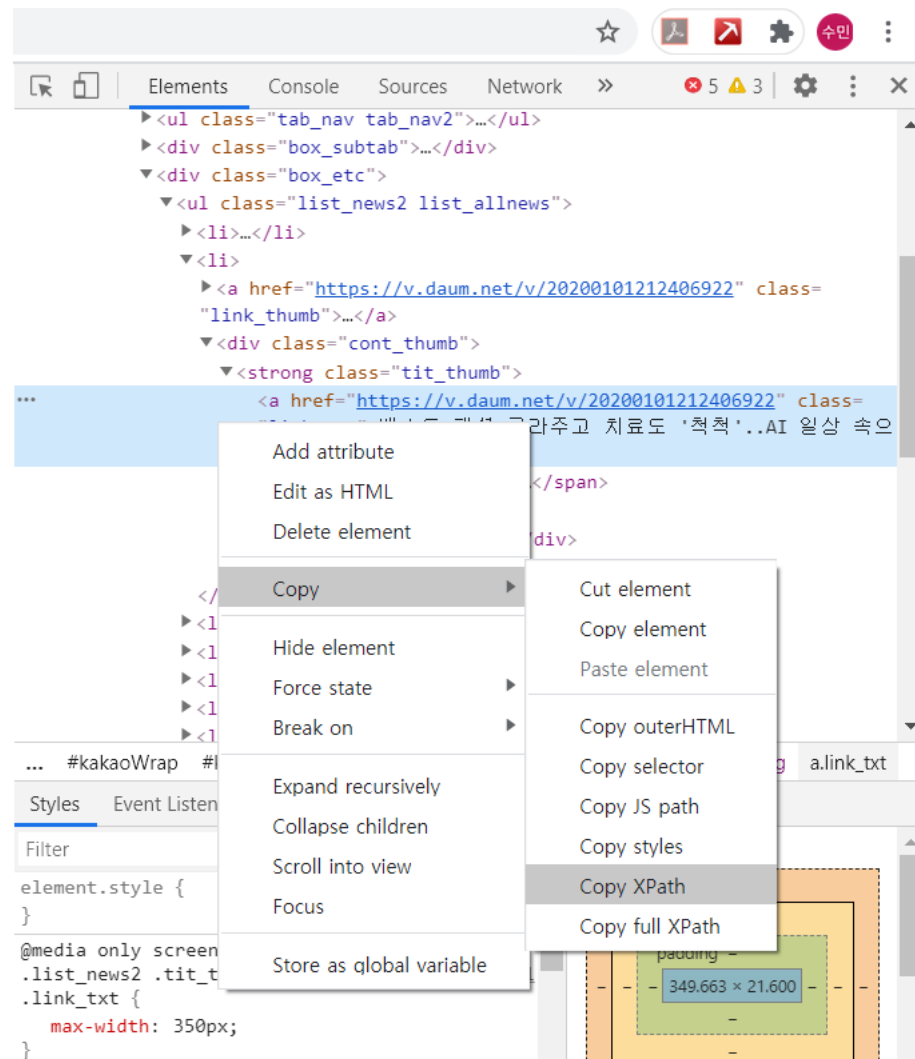 수민
Elements Console Sources Network » 5 3
▶<ul class="tab_nav tab_nav2">…</ul>
▶<div class="box_subtab">…</div>
▼<div class="box_etc">
▼<ul class="list_news2 list_allnews">
▶<li>…</li>
▼<li>
▶<a href="https://v.daum.net/v/20200101212406922" class=
"link_thumb">…</a>
▼<div class="cont_thumb">
▼<strong class="tit_thumb">
<a href="https://v.daum.net/v/20200101212406922" class=
라주고 치료도 '척척'..AI 일상 속으
Add attribute
Edit as HTML
</span>
Delete element
div>
Copy
Cut element
</
▶<l
Copy element
Hide element
▶<l
Paste element
▶<l
Force state
▶<l
Break on
Copy outerHTML
▶<l
... #kakaoWrap #
Copy selector
g a.link_txt
Expand recursively
Styles Event Listen
Copy JS path
Collapse children
Filter
Copy styles
Scroll into view
element.style {
Copy XPath
}
Focus
Copy full XPath
@media only screen
.list_news2 .tit_t
Store as global variable
padding –
.link_txt {
– – – 349.663 × 21.600 – – –
max-width: 350px;
–
}
–